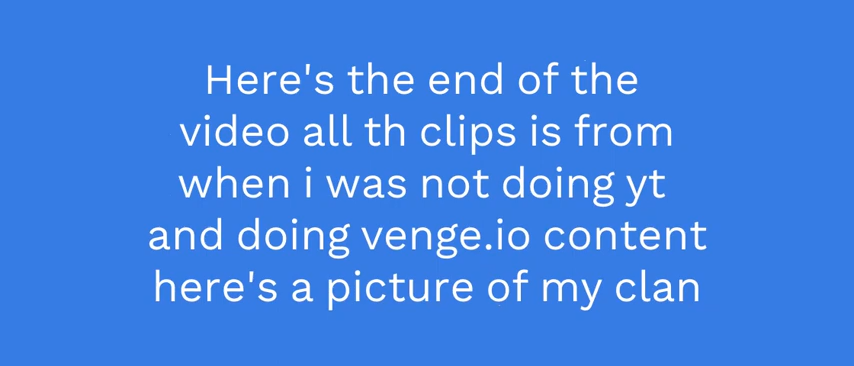 Here's the end of the
video all th clips is from
when i was not doing yt
and doing venge.io content
here's a picture of my clan